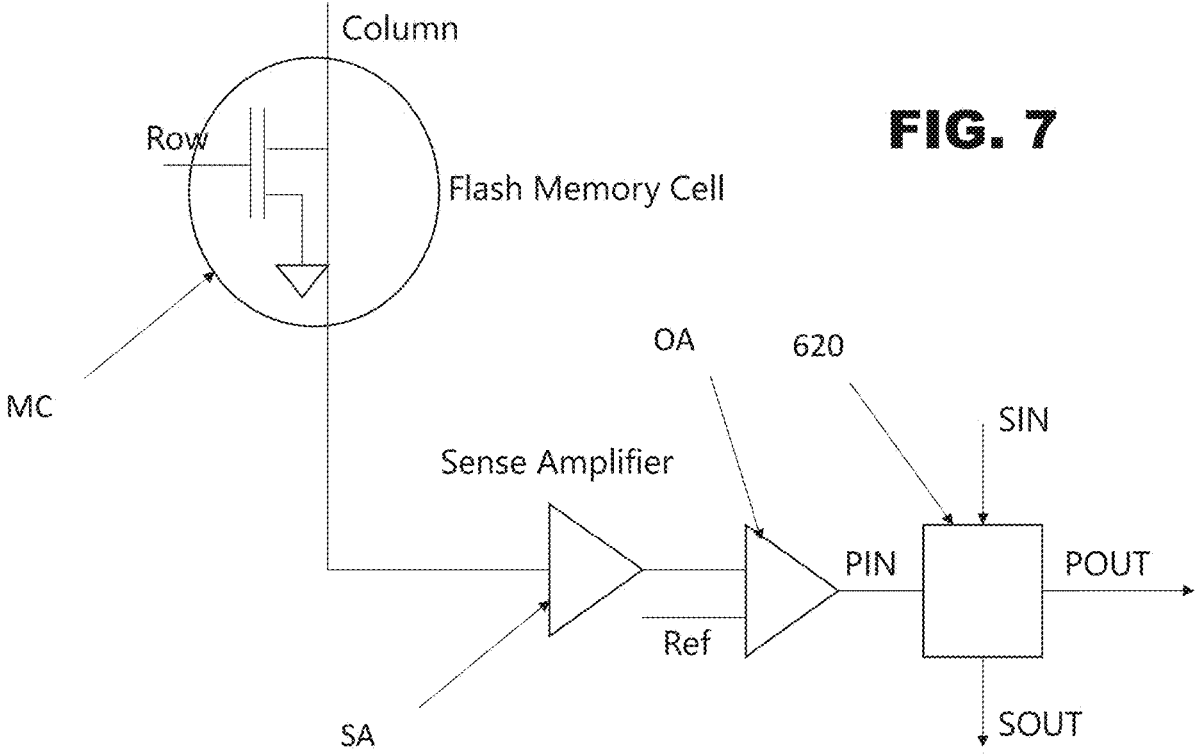 Column
FIG. 7
Row
Flash Memory Cell
OA
620
MC
SIN
Sense Amplifier
PIN
POUT
Ref
SA
SOUT